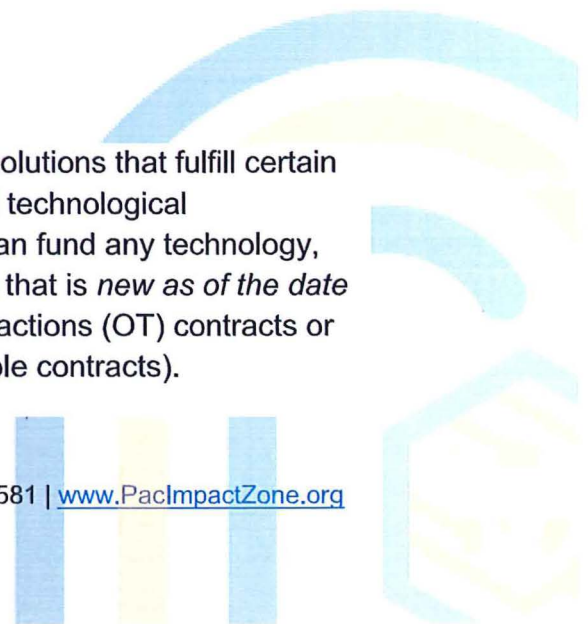 olutions that fulfill certain
technological
an fund any technology,
that is new as of the date
actions (OT) contracts or
ole contracts).
581 | www.PacImpactZone.org